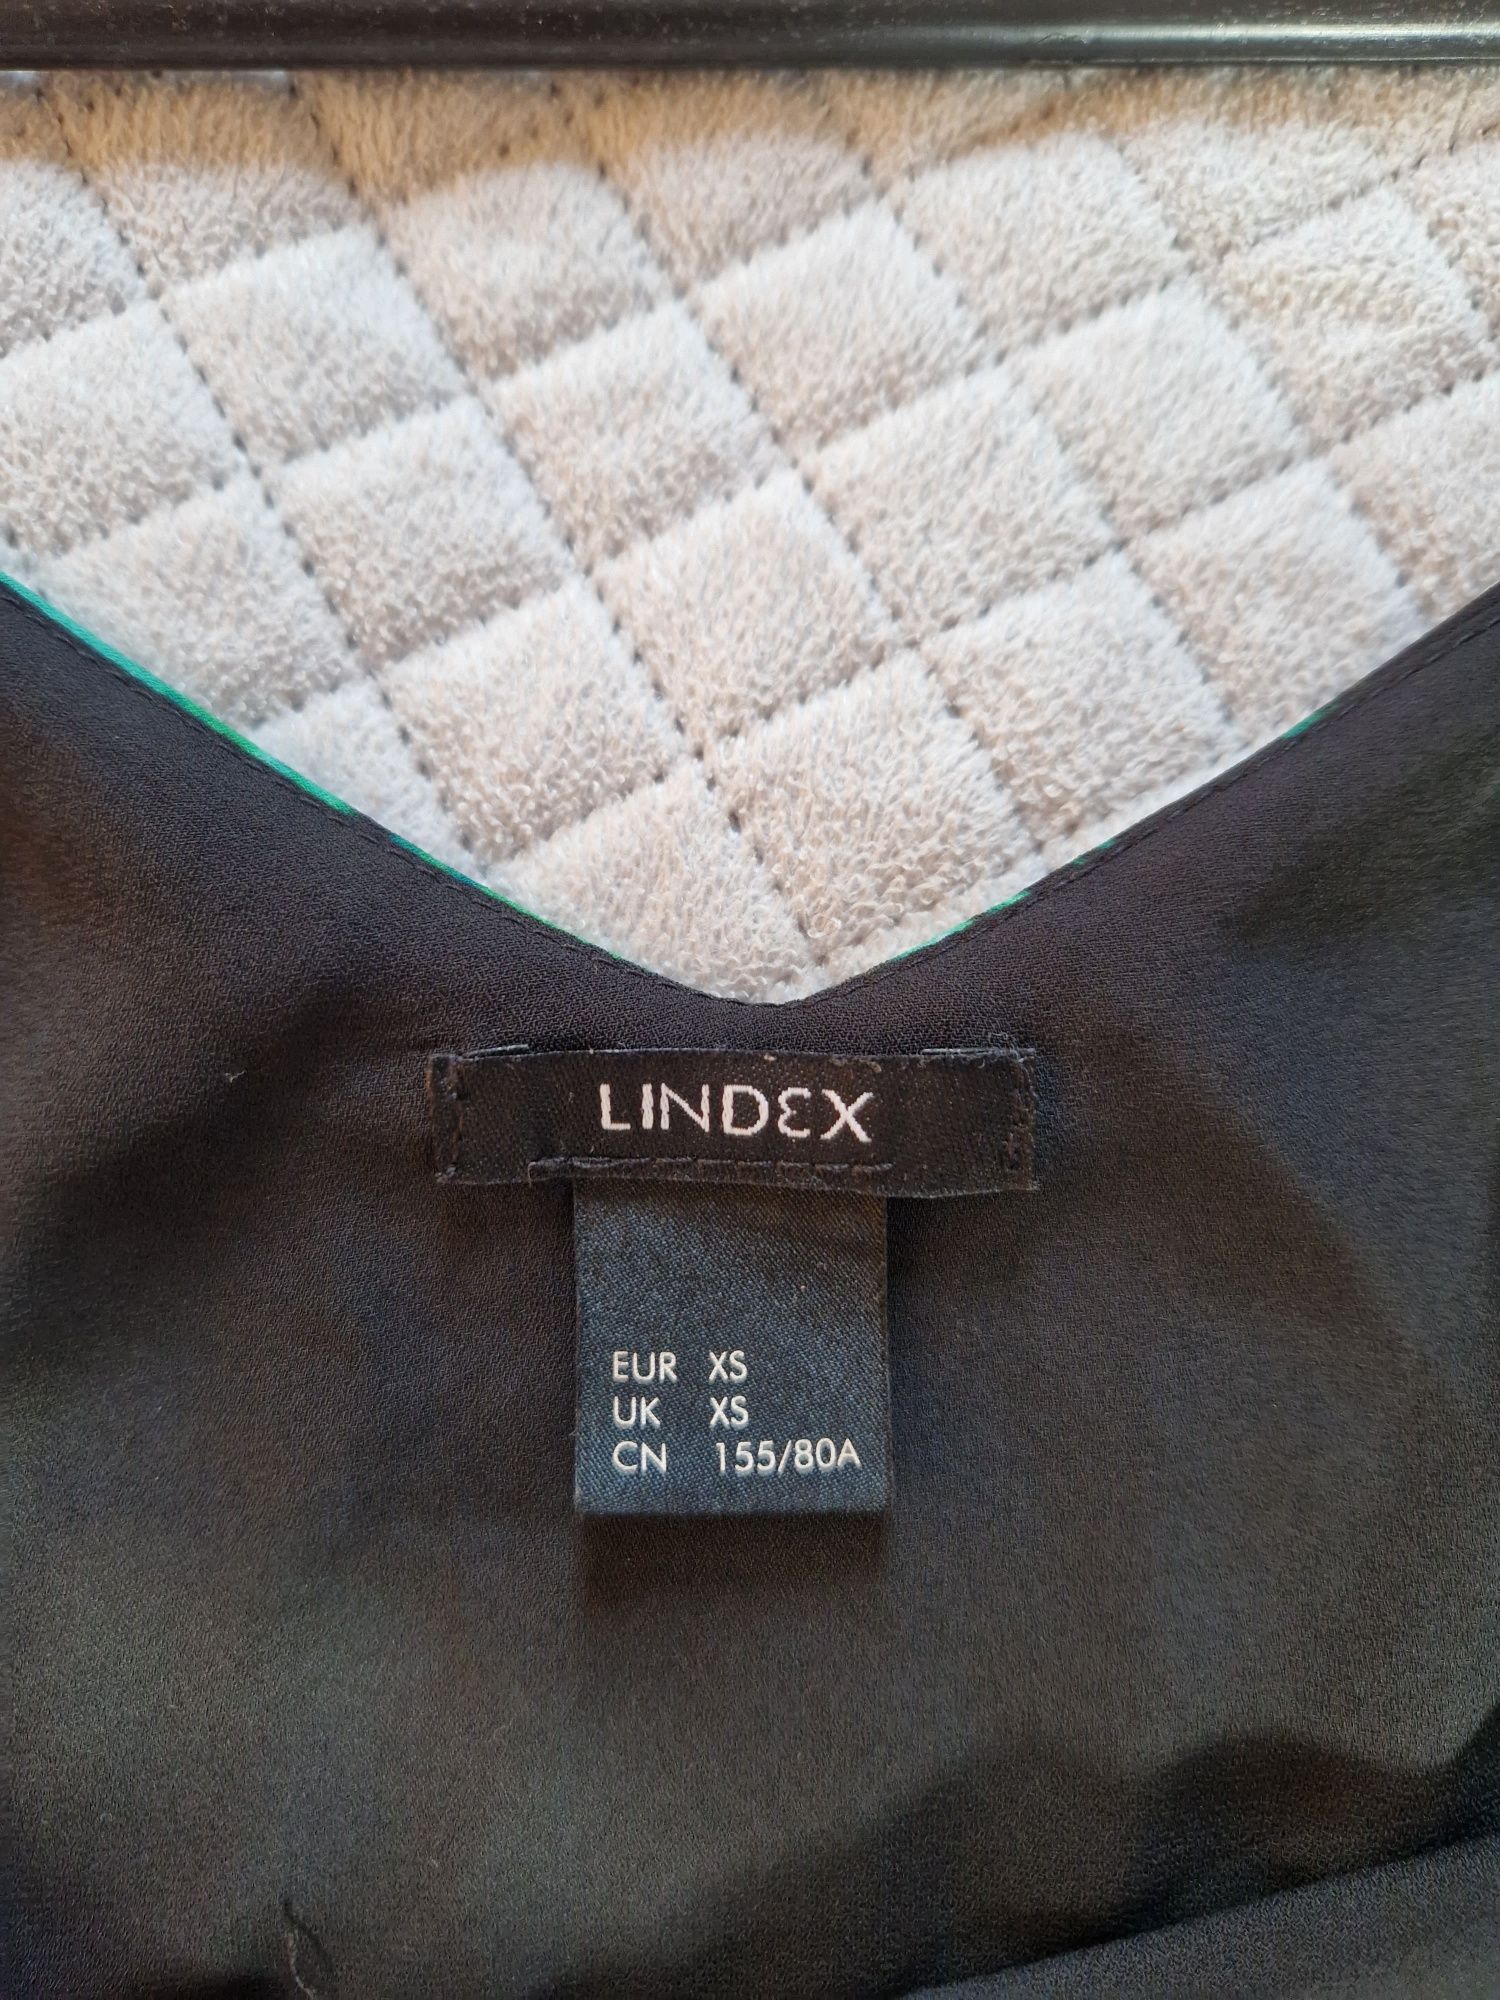 LINDEX
EUR XS
UK XS
CN 155/80A